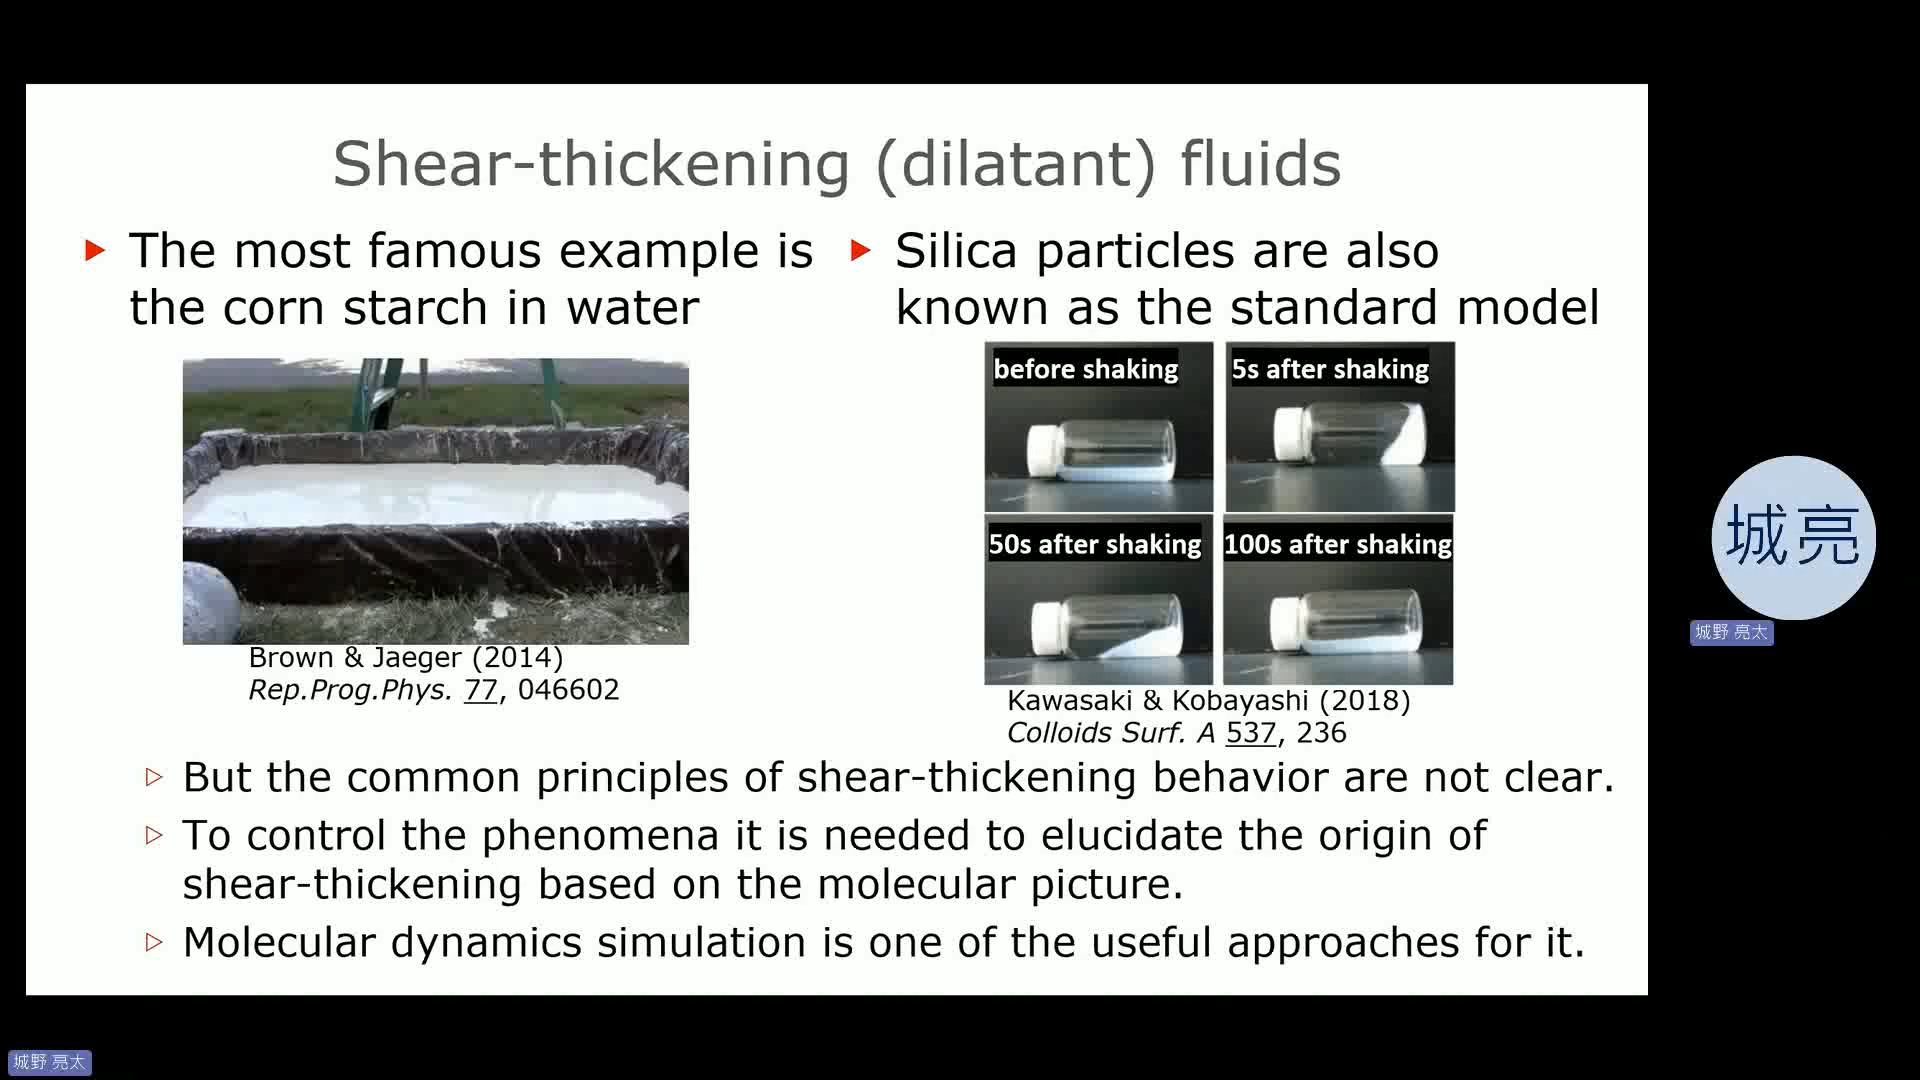 Shear-thickening (dilatant) fluids
The most famous example is
the corn starch in water
Brown & Jaeger (2014)
Rep.Prog.Phys. 77, 046602
Silica particles are also
known as the standard model
before shaking
5s after shaking
50s after shaking
100s after shaking
Kawasaki & Kobayashi (2018)
Colloids Surf. A 537, 236
But the common principles of shear-thickening behavior are not clear.
To control the phenomena it is needed to elucidate the origin of
shear-thickening based on the molecular picture.
Molecular dynamics simulation is one of the useful approaches for it.
城亮
城野 亮太
城野 亮太